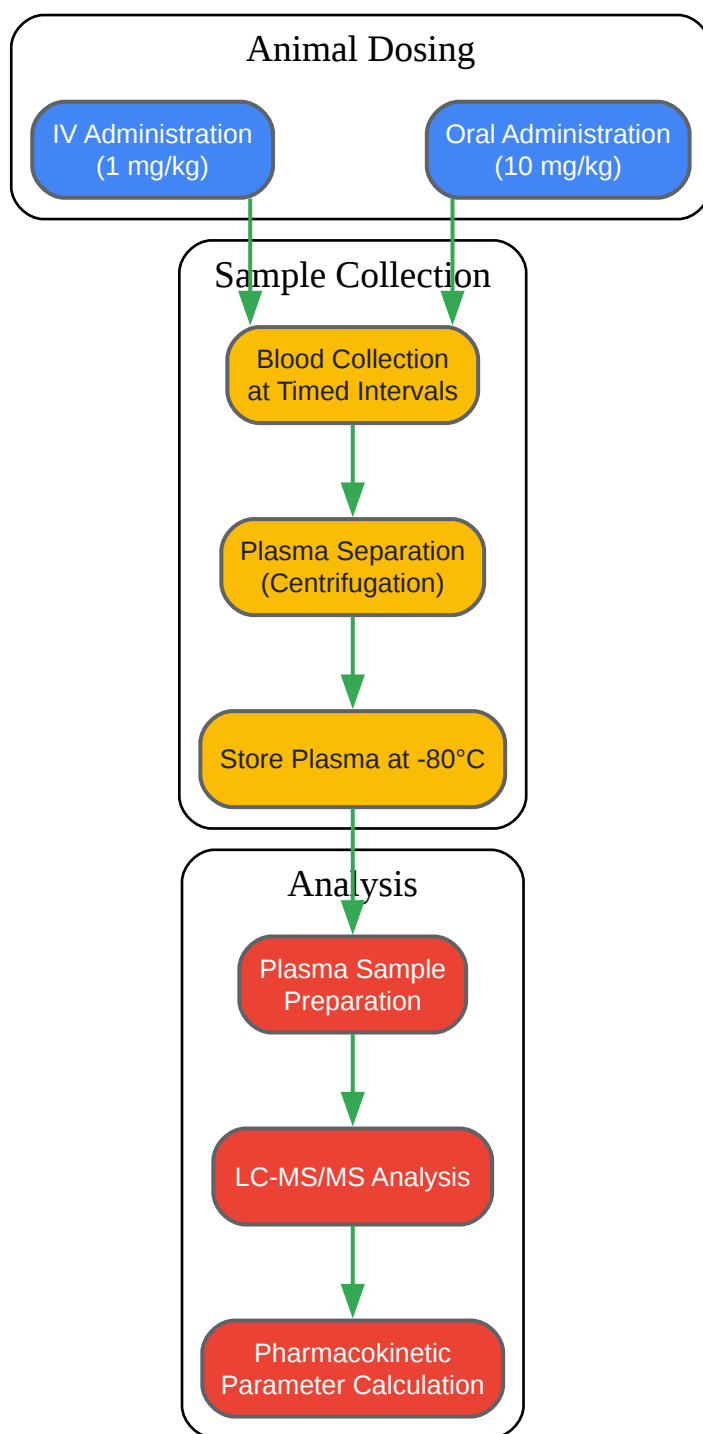 Animal Dosing
IV Administration
(1 mg/kg)
Oral Administration
(10 mg/kg)
Sample Collection
Blood Collection
at Timed Intervals
Plasma Separation
(Centrifugation)
Store Plasma at -80°C
Analysis
Plasma Sample
Preparation
LC-MS/MS Analysis
Pharmacokinetic
Parameter Calculation